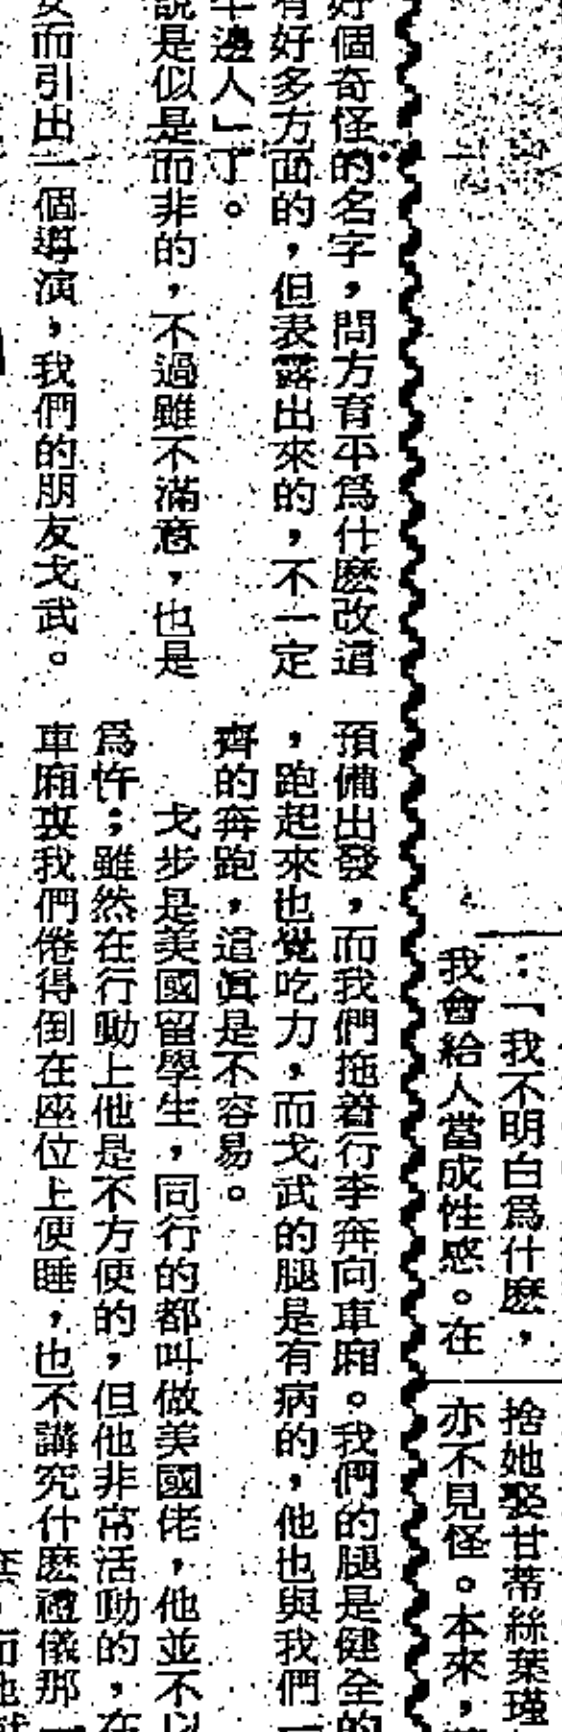 ：「我不明白爲什麽，
我會給人當成性感。在
捨她娶甘蒂絲葉瑾
亦不見怪。本來，
好個奇怪的名字，問方育平爲什麽改這
有好多方面的，但表露出來的，不一定
半邊人」了。
說是似是而非的，不過雖不滿意，也是
而引出一個導演，我們的朋友戈武。
預備出發，而我們拖着行李奔向車廂。我們的腿是健全的
，跑起來也覺吃力，而戈武的腿是有病的，他也與我們一
齊的奔跑，這眞是不容易。
戈步是美國留學生，同行的都叫做美國佬，他並不以
爲忤；雖然在行動上他是不方便的，但他非常活動的，在
車廂裏我們倦得倒在座位上便睡，也不講究什麽禮儀那